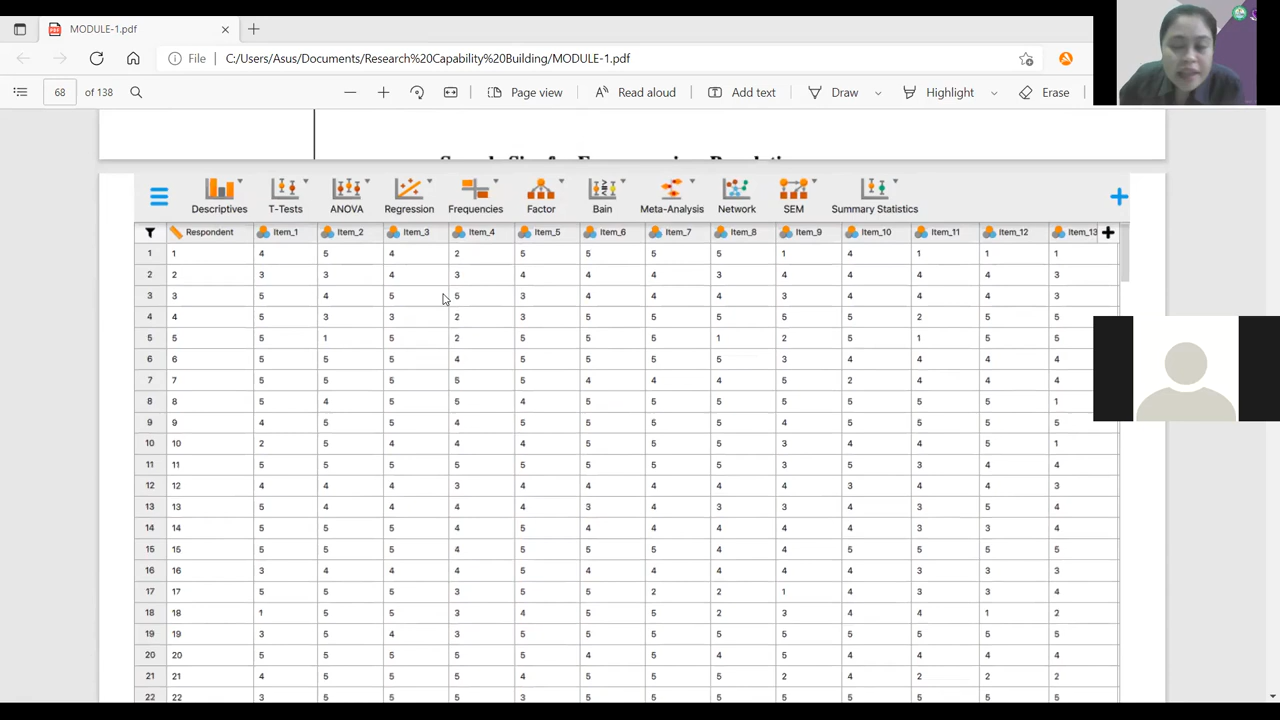 MODULE-1.pdf
File C:/Users/Asus/Documents/Research%20Capability%20Building/MODULE-1.pdf
68 of 138 Page view Read aloud Add text Draw Highlight Erase
Descriptives T-Tests ANOVA Regression Frequencies Factor Bain Meta-Analysis Network SEM Summary Statistics
Respondent Item_1 Item_2 Item_3 Item_4 Item_5 Item_6 Item_7 Item_8 Item_9 Item_10 Item_11 Item_12 Item_13
1 1 4 5 4 2 5 5 5 5 1 4 1 1 1
2 2 3 3 4 3 4 4 4 3 4 4 4 4 3
3 3 5 4 5 5 3 4 4 4 3 4 4 4 3
4 4 5 3 3 2 3 5 5 5 5 5 2 5 5
5 5 5 1 5 2 5 5 5 1 2 5 1 5 5
6 6 5 5 5 4 5 5 5 5 3 4 4 4 4
7 7 5 5 5 5 5 4 4 4 5 2 4 4 4
8 8 5 4 5 5 4 5 5 5 5 5 5 5 1
9 9 4 5 5 4 5 5 5 5 4 5 5 5 5
10 10 2 5 4 4 4 5 5 5 3 4 4 5 1
11 11 5 5 5 5 5 5 5 5 3 5 3 4 4
12 12 4 4 4 3 4 4 4 4 4 3 4 4 3
13 13 5 4 4 4 4 3 4 3 3 4 3 5 4
14 14 5 5 5 4 5 4 4 4 4 4 3 3 4
15 15 5 5 5 4 5 5 5 4 4 5 5 5 5
16 16 3 4 4 4 5 4 4 4 4 4 3 3 3
17 17 5 5 5 3 5 5 2 2 1 4 3 3 4
18 18 1 5 5 3 4 5 5 2 3 4 4 1 2
19 19 3 5 4 3 5 5 5 5 5 5 5 5 5
20 20 5 5 5 5 5 4 5 4 5 4 4 4 4
21 21 4 5 5 5 4 5 5 5 2 4 2 2 2
22 22 3 5 5 5 3 5 5 5 5 5 5 5 5